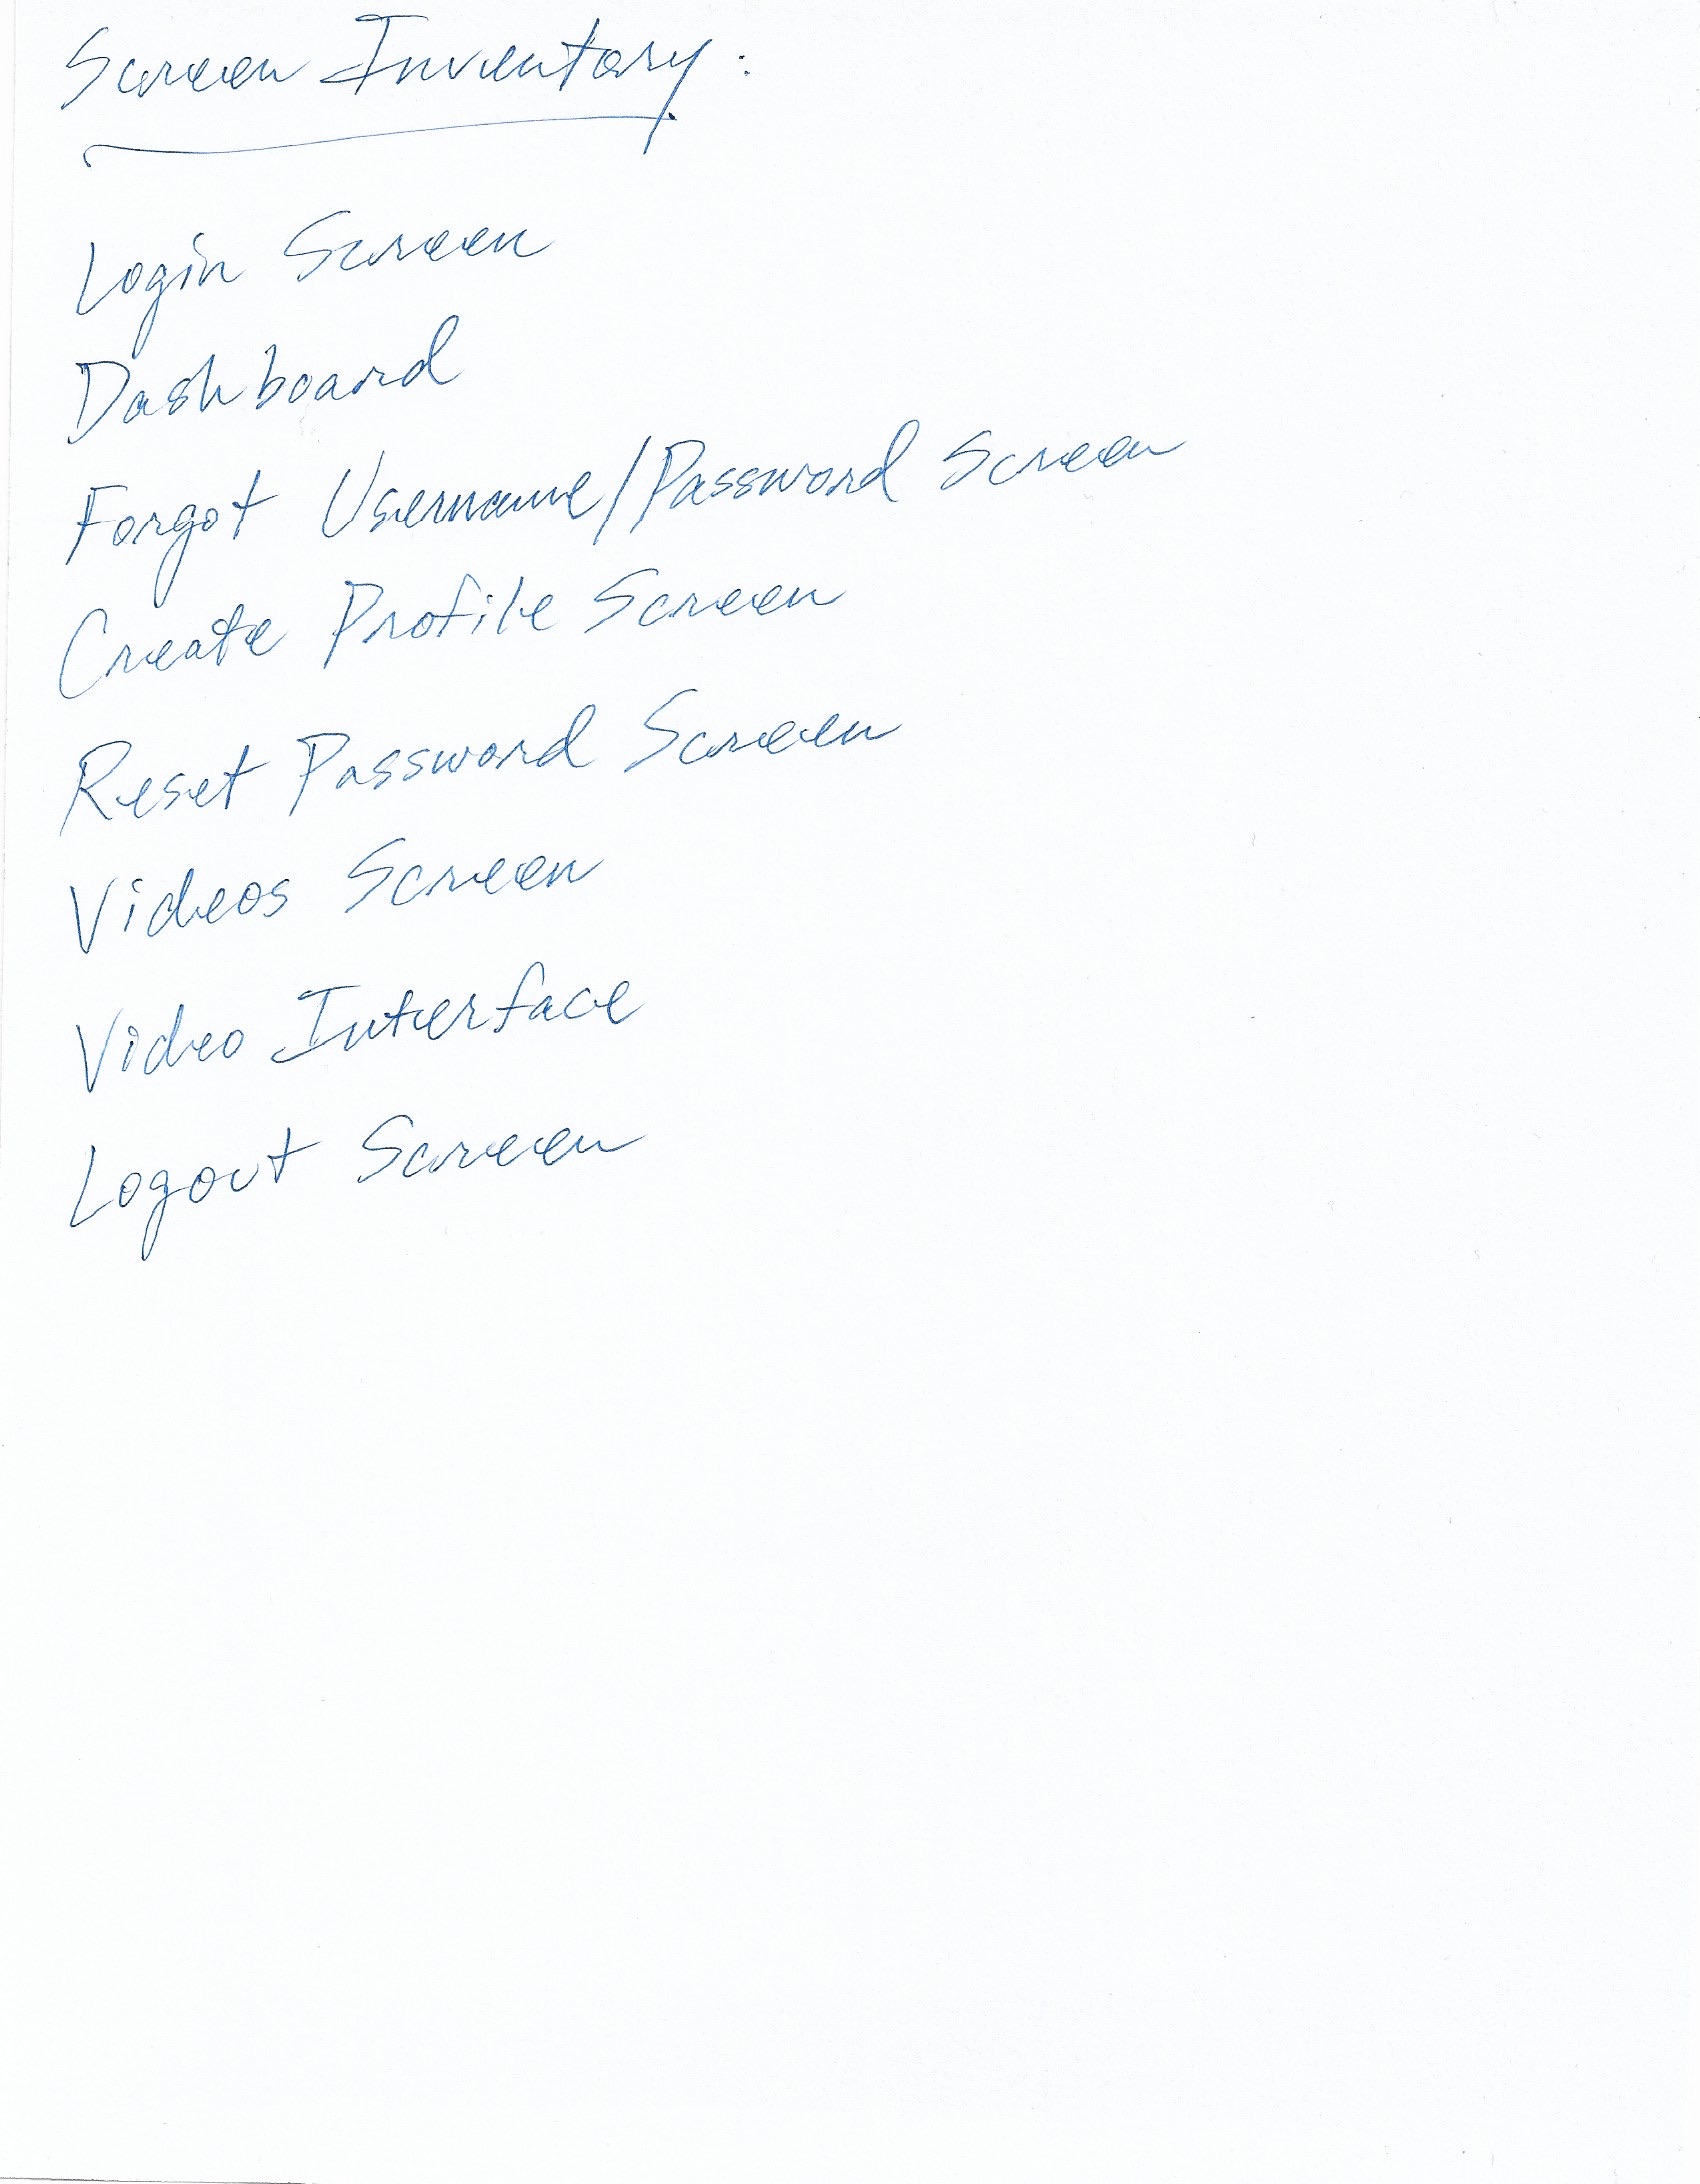 Screen Inventory:
Login Screen
Dashboard
Forgot Username/Password Screen
Create Profile Screen
Reset Password Screen
Videos Screen
Video Interface
Logout Screen